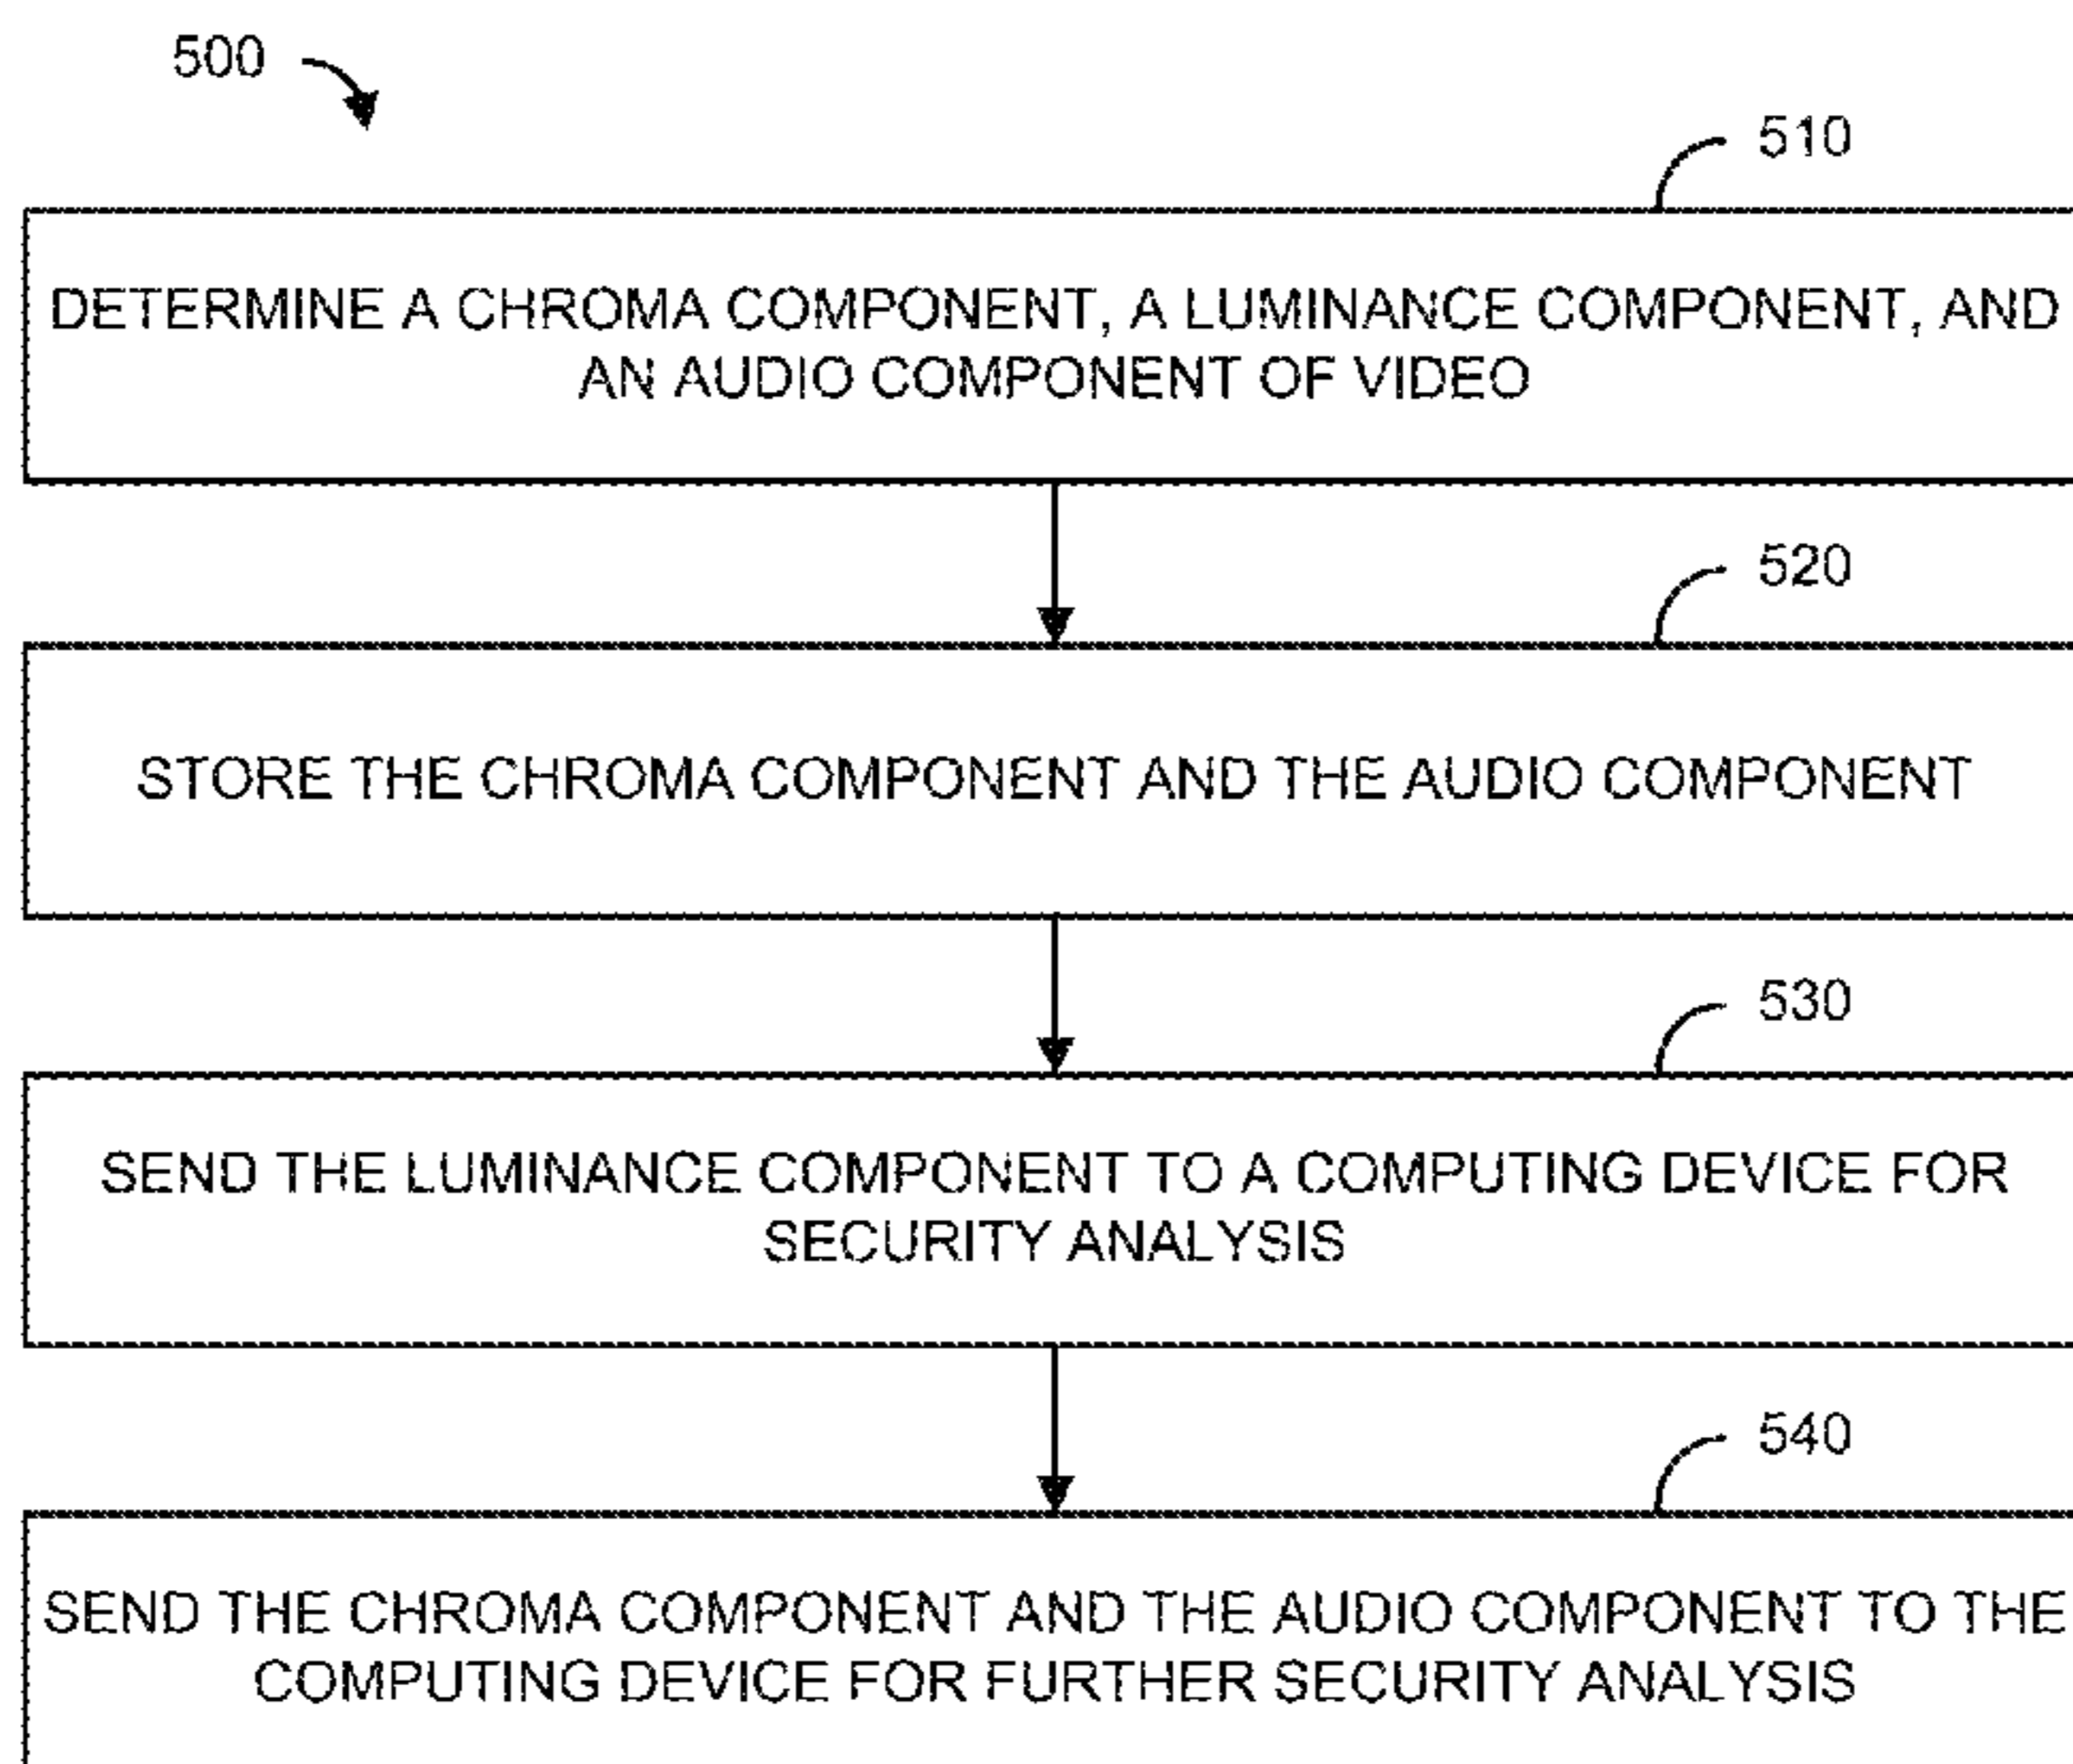 500
510
DETERMINE A CHROMA COMPONENT, A LUMINANCE COMPONENT, AND
AN AUDIO COMPONENT OF VIDEO
520
STORE THE CHROMA COMPONENT AND THE AUDIO COMPONENT
530
SEND THE LUMINANCE COMPONENT TO A COMPUTING DEVICE FOR
SECURITY ANALYSIS
540
SEND THE CHROMA COMPONENT AND THE AUDIO COMPONENT TO THE
COMPUTING DEVICE FOR FURTHER SECURITY ANALYSIS